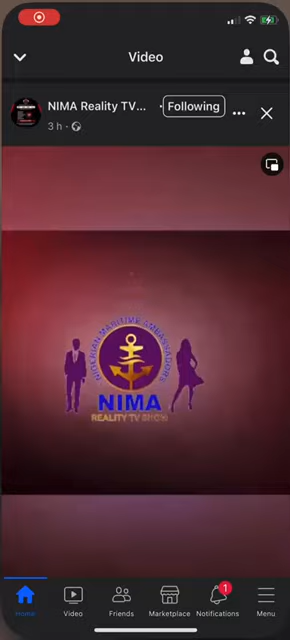 Video
NIMA Reality TV... · Following
3 h ·
NIGERIAN MARITIME AMBASSADORS
NIMA
REALITY TV SHOW
1
Home
Video
Friends
Marketplace
Notifications
Menu